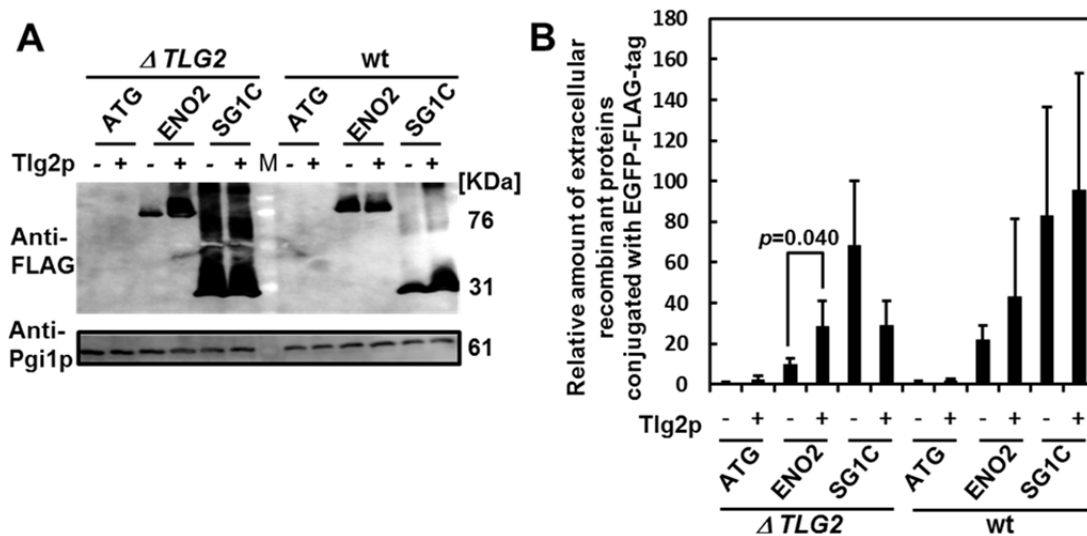 A
Δ TLG2 wt
ATG ENO2 SG1C ATG ENO2 SG1C
Tlg2p - + - + - + M - + - + - +
[KDa]
76
Anti-
FLAG
31
Anti-
Pgi1p
61
B
Relative amount of extracellular
recombinant proteins
conjugated with EGFP-FLAG-tag
180
160
140
120
100
80
60
40
20
0
p=0.040
Tlg2p - + - + - + - + - + - +
ATG ENO2 SG1C ATG ENO2 SG1C
Δ TLG2 wt